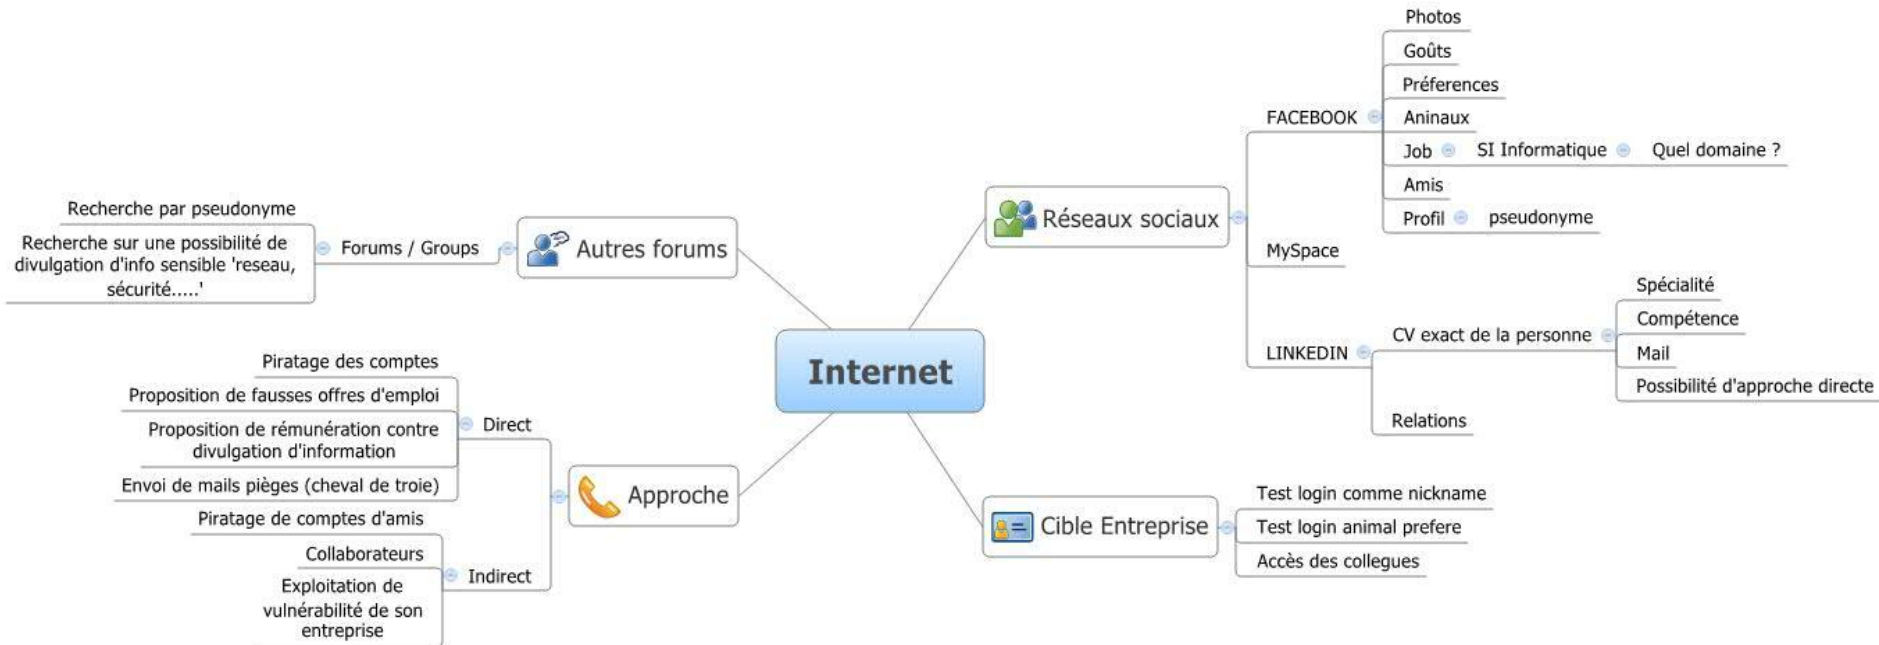 Internet
Réseaux sociaux
FACEBOOK
Photos
Goûts
Préferences
Aninaux
Job
SI Informatique
Quel domaine ?
Amis
Profil
pseudonyme
MySpace
LINKEDIN
CV exact de la personne
Spécialité
Compétence
Mail
Possibilité d'approche directe
Relations
Cible Entreprise
Test login comme nickname
Test login animal prefere
Accès des collegues
Autres forums
Forums / Groups
Recherche par pseudonyme
Recherche sur une possibilité de
divulgation d'info sensible 'reseau,
sécurité.....'
Approche
Direct
Piratage des comptes
Proposition de fausses offres d'emploi
Proposition de rémunération contre
divulgation d'information
Envoi de mails pièges (cheval de troie)
Indirect
Piratage de comptes d'amis
Collaborateurs
Exploitation de
vulnérabilité de son
entreprise